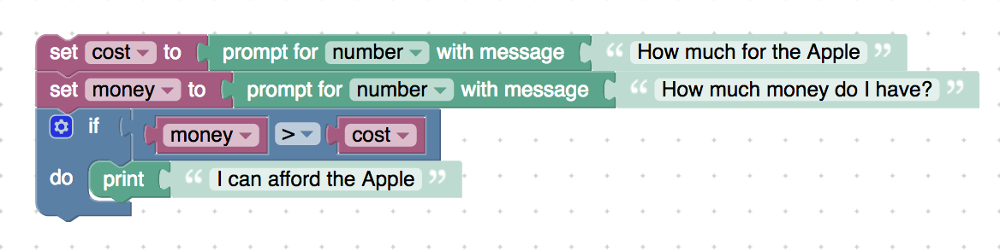 set cost to prompt for number with message “ How much for the Apple ”
set money to prompt for number with message “ How much money do I have? ”
if money > cost
do print “ I can afford the Apple ”